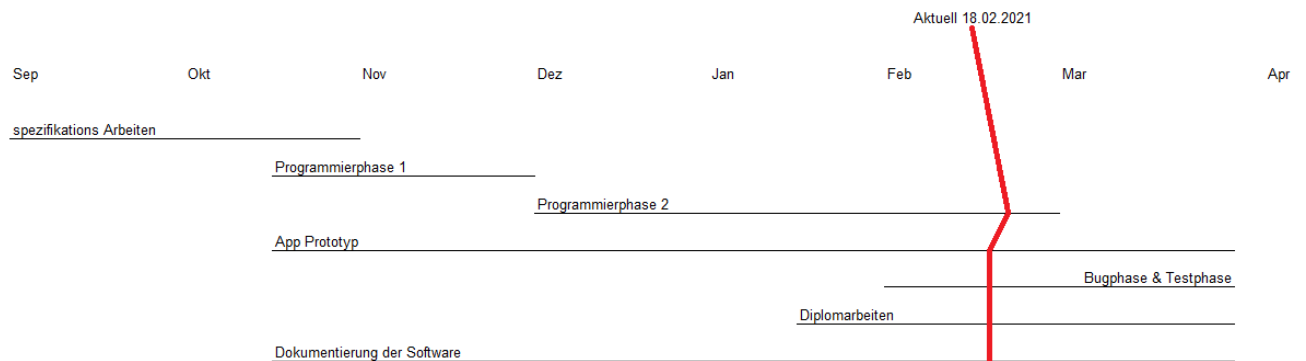 Aktuell 18.02.2021
Sep Okt Nov Dez Jan Feb Mar Apr
spezifikations Arbeiten
Programmierphase 1
Programmierphase 2
App Prototyp
Bugphase & Testphase
Diplomarbeiten
Dokumentierung der Software